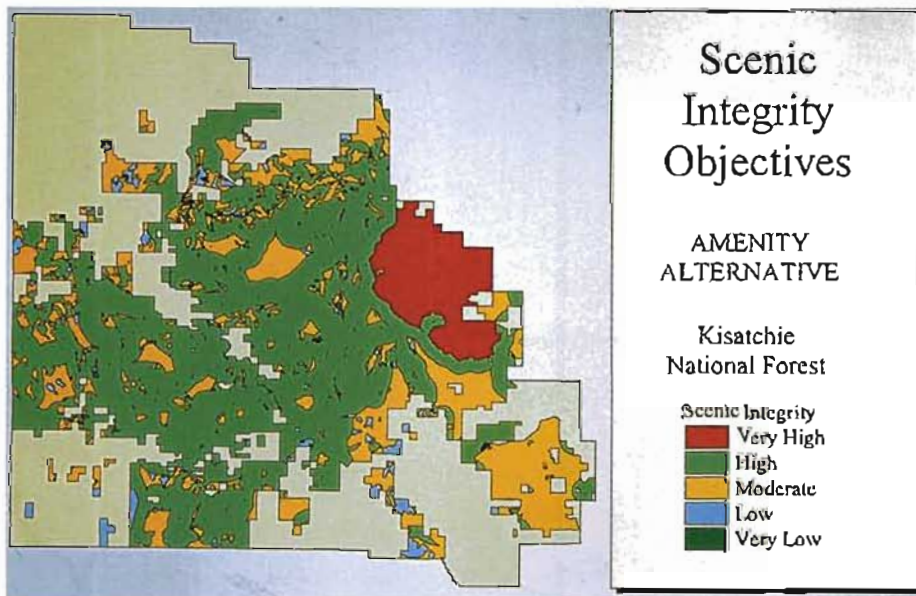 Scenic
Integrity
Objectives
AMENITY
ALTERNATIVE
Kisatchie
National Forest
Scenic Integrity
Very High
High
Moderate
Low
Very Low